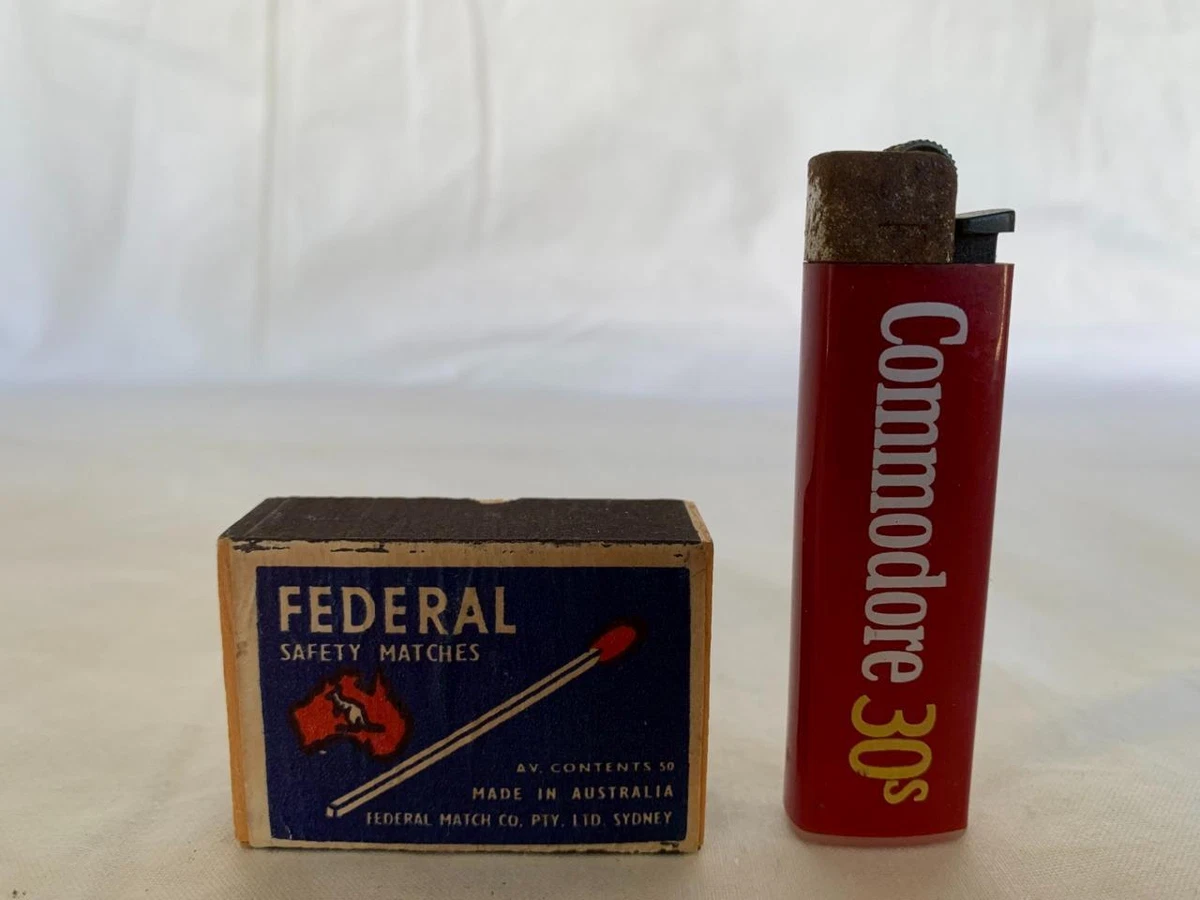 FEDERAL
SAFETY MATCHES
AV. CONTENTS 50
MADE IN AUSTRALIA
FEDERAL MATCH CO. PTY. LTD. SYDNEY
Commodore 30s